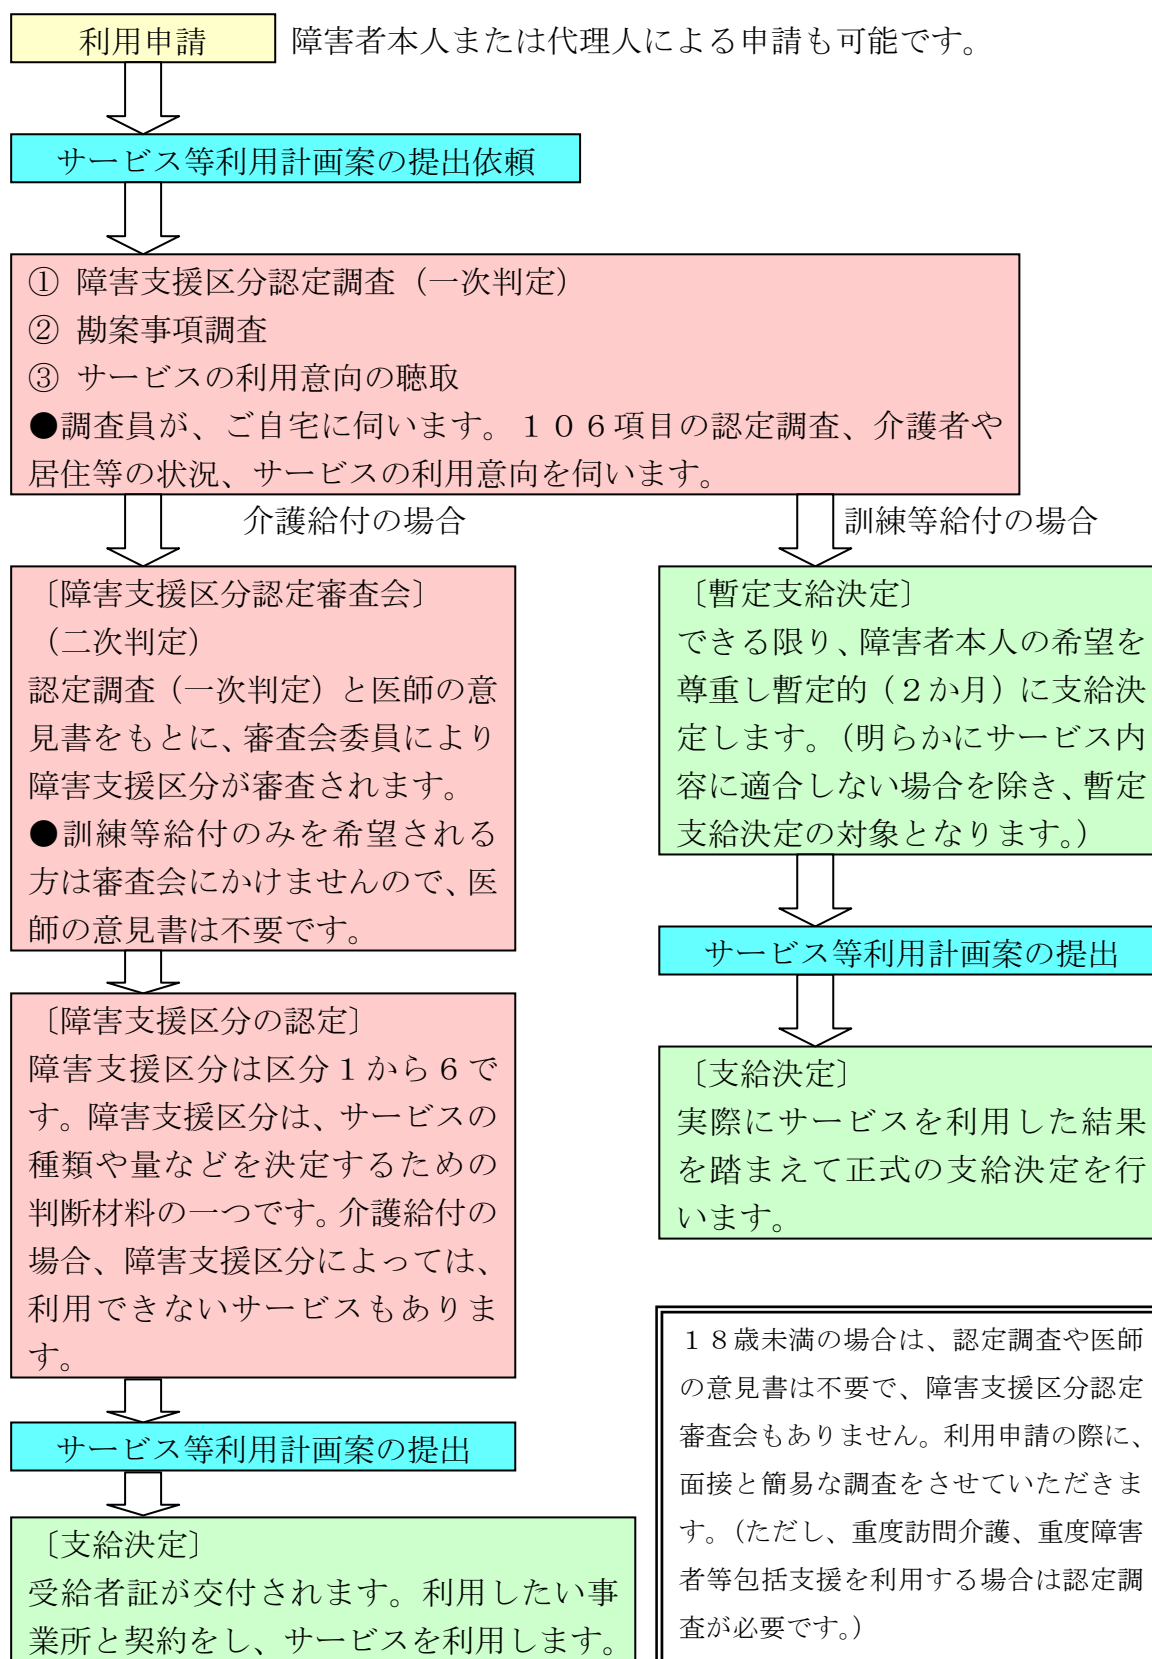 利用申請
障害者本人または代理人による申請も可能です。
サービス等利用計画案の提出依頼
① 障害支援区分認定調査（一次判定）
② 勘案事項調査
③ サービスの利用意向の聴取
●調査員が、ご自宅に伺います。１０６項目の認定調査、介護者や
居住等の状況、サービスの利用意向を伺います。
介護給付の場合
訓練等給付の場合
〔障害支援区分認定審査会〕
（二次判定）
認定調査（一次判定）と医師の意
見書をもとに、審査会委員により
障害支援区分が審査されます。
●訓練等給付のみを希望される
方は審査会にかけませんので、医
師の意見書は不要です。
〔障害支援区分の認定〕
障害支援区分は区分１から６で
す。障害支援区分は、サービスの
種類や量などを決定するための
判断材料の一つです。介護給付の
場合、障害支援区分によっては、
利用できないサービスもありま
す。
サービス等利用計画案の提出
〔支給決定〕
受給者証が交付されます。利用したい事
業所と契約をし、サービスを利用します。
〔暫定支給決定〕
できる限り、障害者本人の希望を
尊重し暫定的（２か月）に支給決
定します。（明らかにサービス内
容に適合しない場合を除き、暫定
支給決定の対象となります。）
サービス等利用計画案の提出
〔支給決定〕
実際にサービスを利用した結果
を踏まえて正式の支給決定を行
います。
１８歳未満の場合は、認定調査や医師
の意見書は不要で、障害支援区分認定
審査会もありません。利用申請の際に、
面接と簡易な調査をさせていただきま
す。（ただし、重度訪問介護、重度障害
者等包括支援を利用する場合は認定調
査が必要です。）